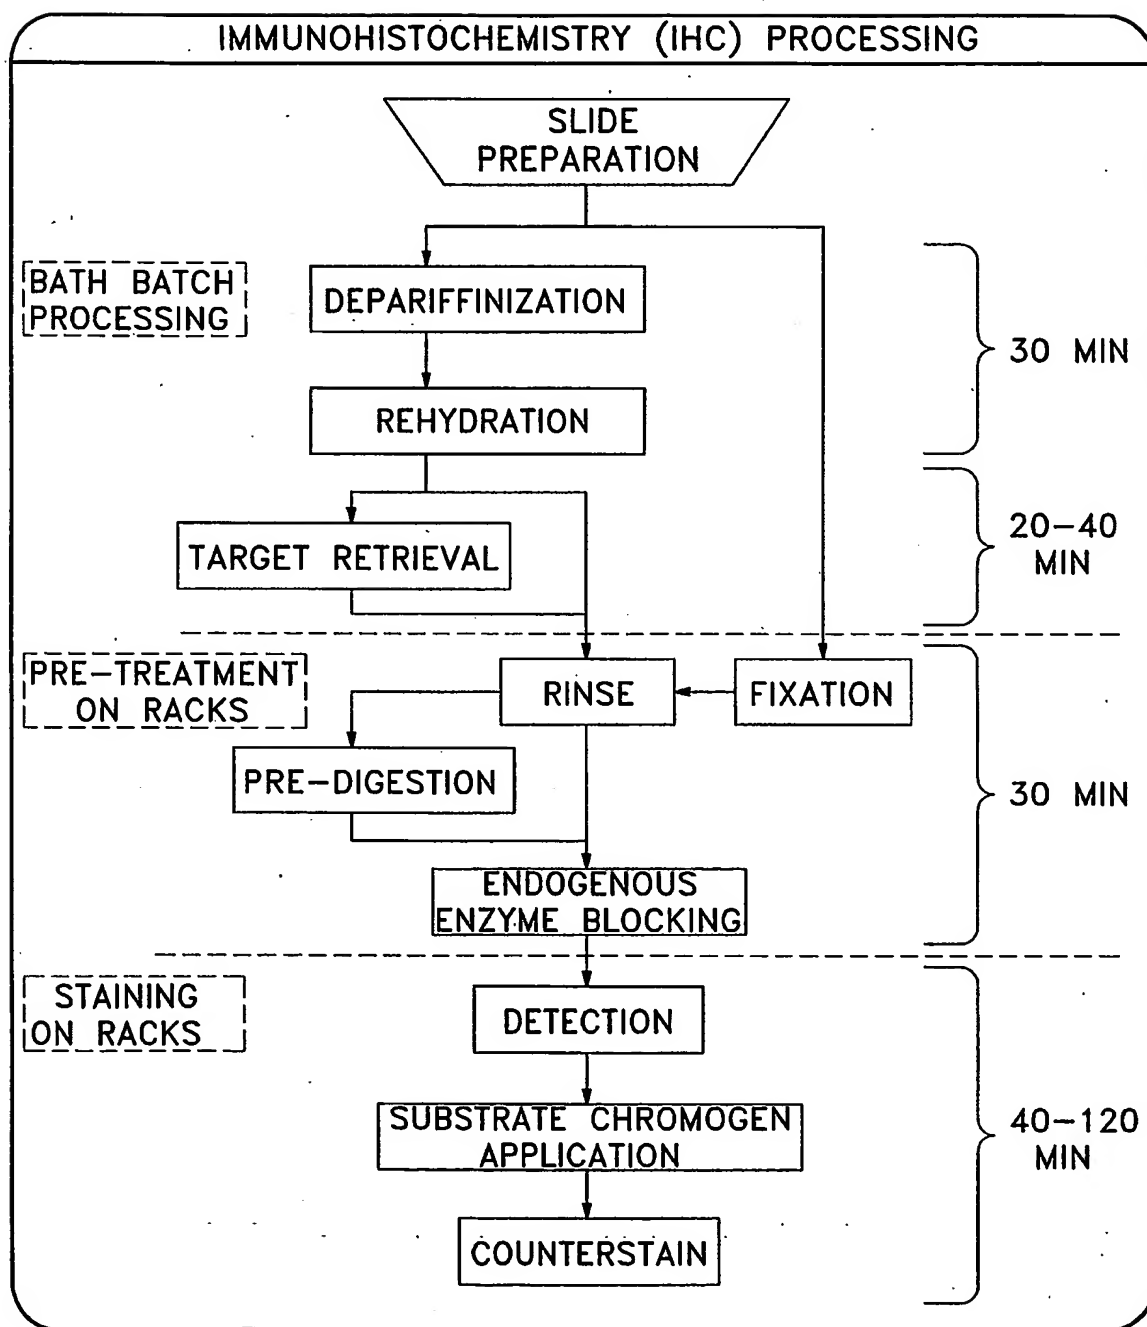 IMMUNOHISTOCHEMISTRY (IHC) PROCESSING
SLIDE
PREPARATION
BATH BATCH
PROCESSING
DEPARIFFINIZATION
30 MIN
REHYDRATION
TARGET RETRIEVAL
20-40
MIN
PRE-TREATMENT
ON RACKS
RINSE
FIXATION
PRE-DIGESTION
30 MIN
ENDOGENOUS
ENZYME BLOCKING
STAINING
ON RACKS
DETECTION
SUBSTRATE CHROMOGEN
APPLICATION
40-120
MIN
COUNTERSTAIN